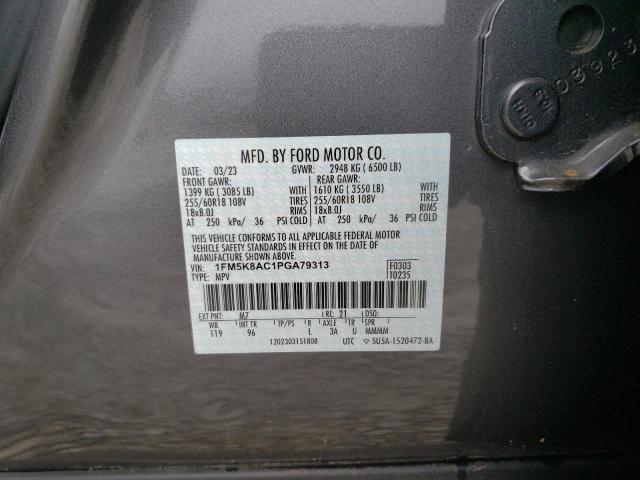 MFD. BY FORD MOTOR CO.
DATE: 03/23 GVWR: 2948 KG ( 6500 LB)
FRONT GAWR: REAR GAWR:
1399 KG ( 3085 LB) WITH 1610 KG ( 3550 LB) WITH
255/60R18 108V TIRES 255/60R18 108V TIRES
18x8.0J RIMS 18x8.0J RIMS
AT 250 kPa/ 36 PSI COLD AT 250 kPa/ 36 PSI COLD
THIS VEHICLE CONFORMS TO ALL APPLICABLE FEDERAL MOTOR
VEHICLE SAFETY AND THEFT PREVENTION STANDARDS IN EFFECT ON THE
DATE OF MANUFACTURE SHOWN ABOVE.
VIN: 1FM5K8AC1PGA79313 F0303
TYPE: MPV T0235
EXT PNT: M7 RC: 21 DSO:
WB INT TR TP/PS R AXLE TR SPR
119 96 L 3A U MMMM
1202303151808 UTC ▽ 5U5A-1520472-BA
03923